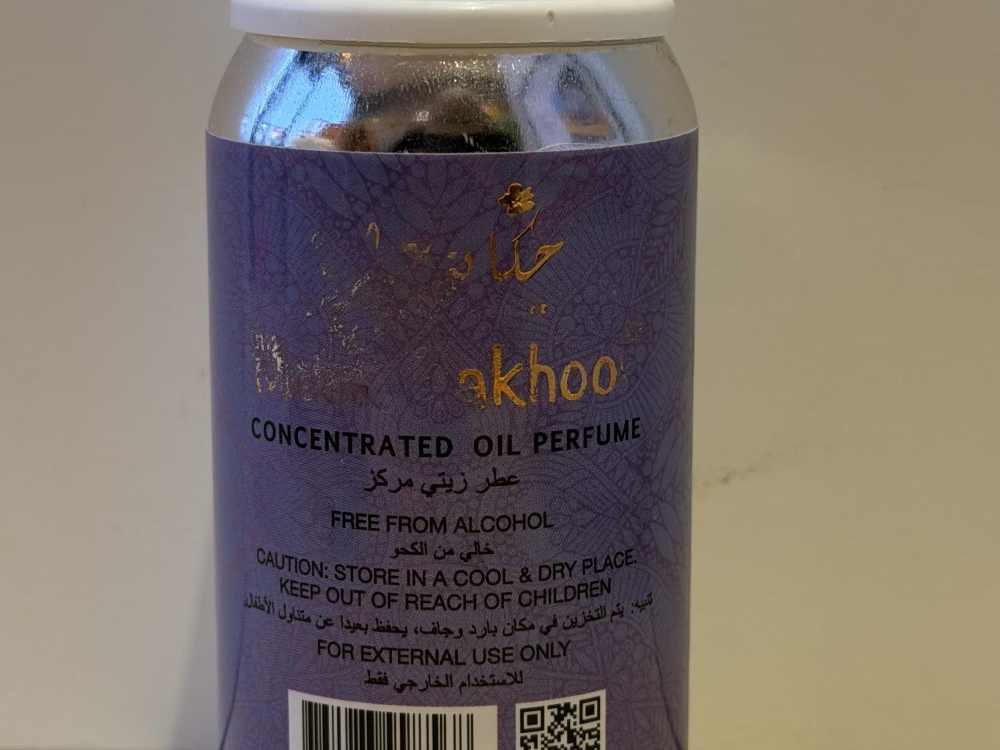 CONCENTRATED OIL PERFUME
عطر زيتي مركز
FREE FROM ALCOHOL
خالي من الكحو
CAUTION: STORE IN A COOL & DRY PLACE.
KEEP OUT OF REACH OF CHILDREN
تنبيه: يتم التخزين في مكان بارد وجاف، يحفظ بعيدا عن متناول الأطفال
FOR EXTERNAL USE ONLY
للاستخدام الخارجي فقط